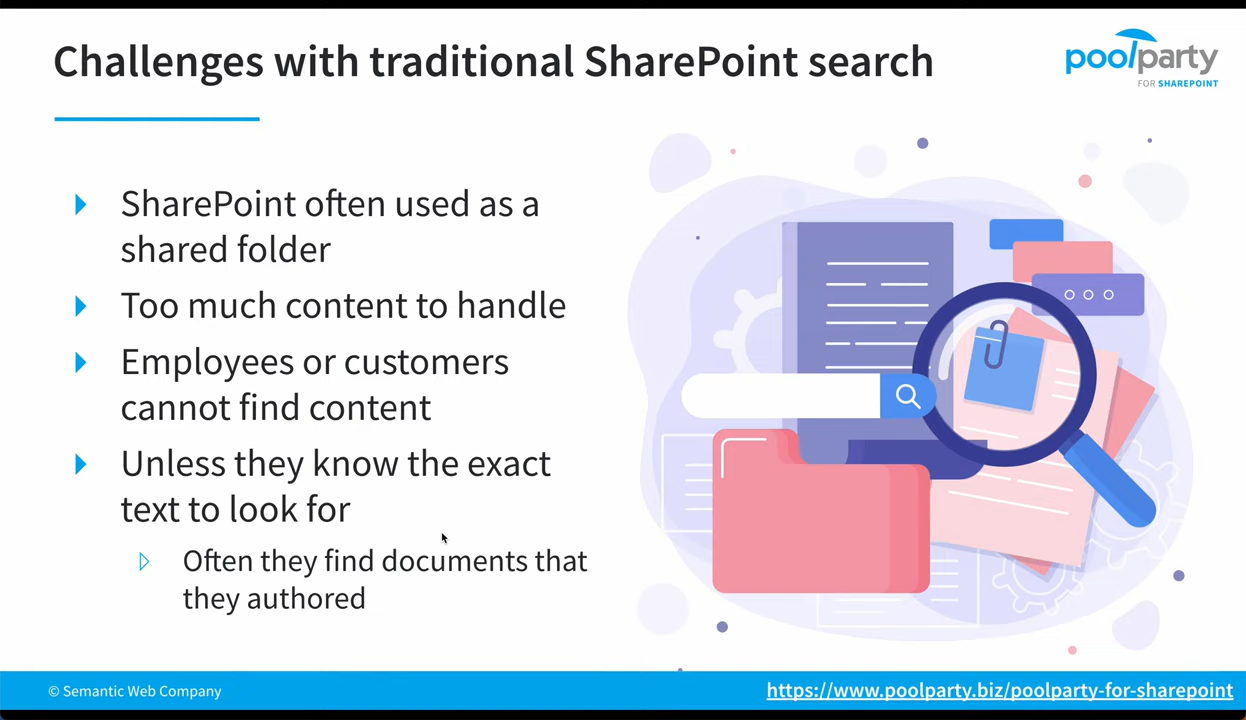 Challenges with traditional SharePoint search
poolparty
FOR SHAREPOINT
SharePoint often used as a
shared folder
Too much content to handle
Employees or customers
cannot find content
Unless they know the exact
text to look for
Often they find documents that
they authored
© Semantic Web Company
https://www.poolparty.biz/poolparty-for-sharepoint